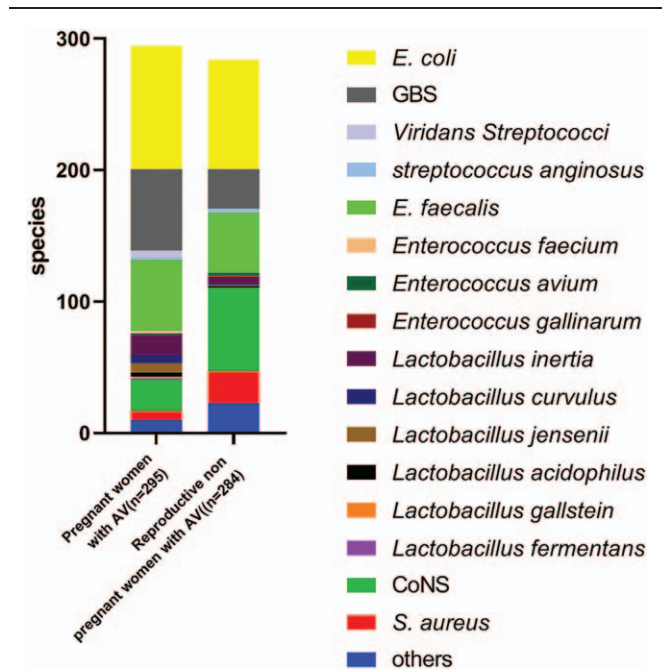 300
200
100
0
species
Pregnant women
with AV(n=295)
Reproductive non
pregnant women with AV((n=284)
E. coli
GBS
Viridans Streptococci
streptococcus anginosus
E. faecalis
Enterococcus faecium
Enterococcus avium
Enterococcus gallinarum
Lactobacillus inertia
Lactobacillus curvulus
Lactobacillus jensenii
Lactobacillus acidophilus
Lactobacillus gallstein
Lactobacillus fermentans
CoNS
S. aureus
others